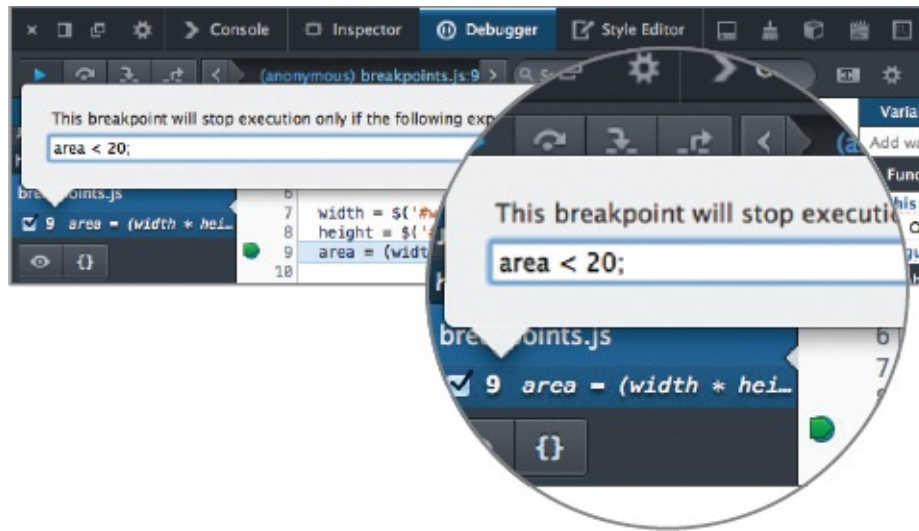 Console Inspector Debugger Style Editor
(anonymous) breakpoints.js:9
Varia
This breakpoint will stop execution only if the following exp
Add wa
area < 20;
Func
breakpoints.js
6
7 width = $('#w
9 area = (width * hei...
8 height = $('#
9 area = (widt
{}
10
(a
This breakpoint will stop executi
area < 20;
breakpoints.js
6
7
9 area = (width * hei...
{}